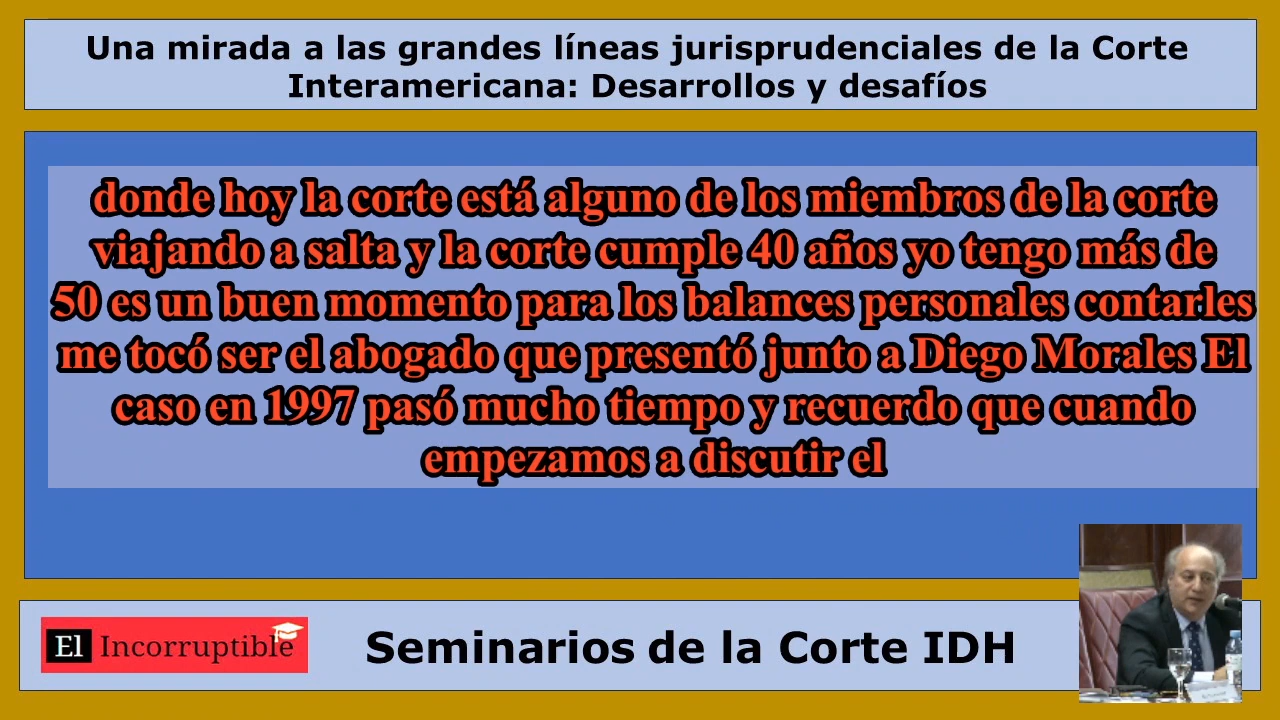 Una mirada a las grandes líneas jurisprudenciales de la Corte
Interamericana: Desarrollos y desafíos
donde hoy la corte está alguno de los miembros de la corte
viajando a salta y la corte cumple 40 años yo tengo más de
50 es un buen momento para los balances personales contarles
me tocó ser el abogado que presentó junto a Diego Morales El
caso en 1997 pasó mucho tiempo y recuerdo que cuando
empezamos a discutir el
El Incorruptible
Seminarios de la Corte IDH